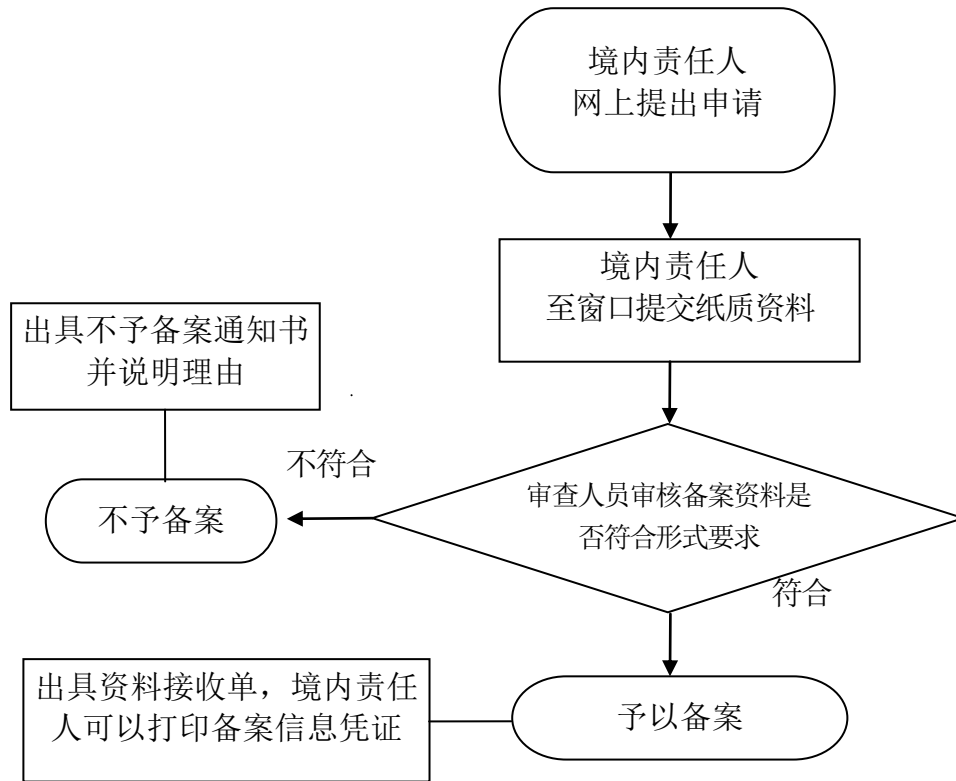 境内责任人
网上提出申请
境内责任人
至窗口提交纸质资料
出具不予备案通知书
并说明理由
不符合
审查人员审核备案资料是
否符合形式要求
不予备案
符合
出具资料接收单，境内责任
人可以打印备案信息凭证
予以备案